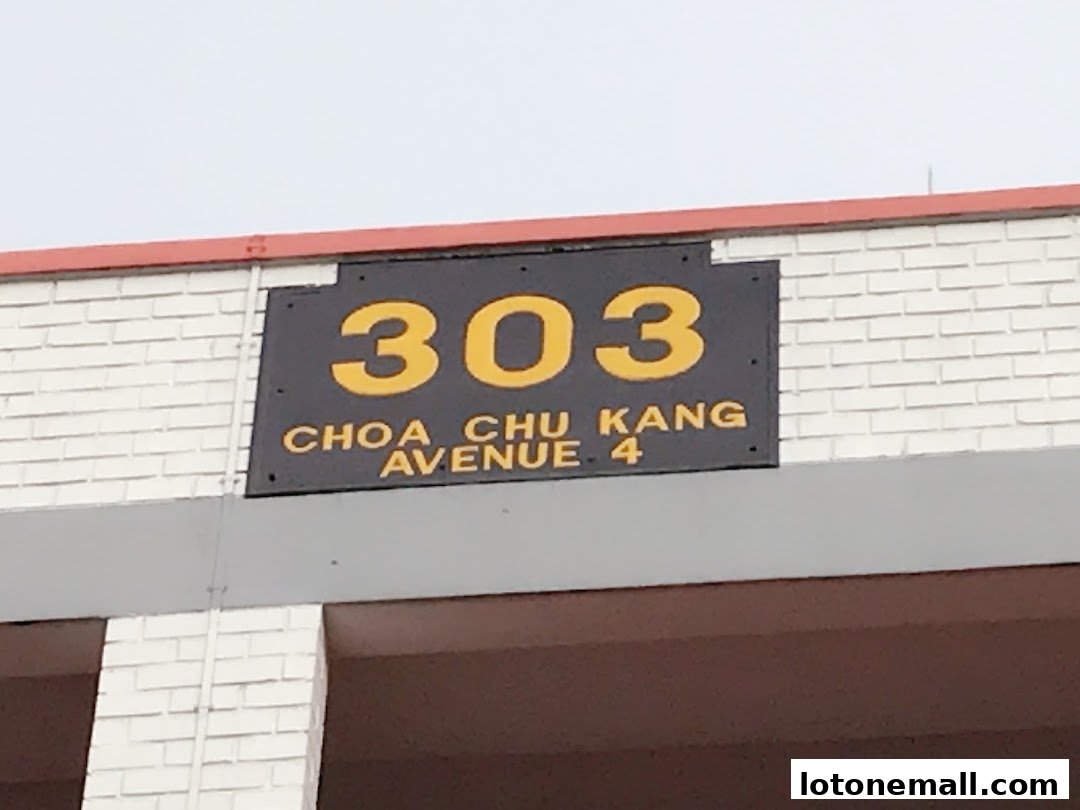 303
CHOA CHU KANG
AVENUE 4
lotonemall.com